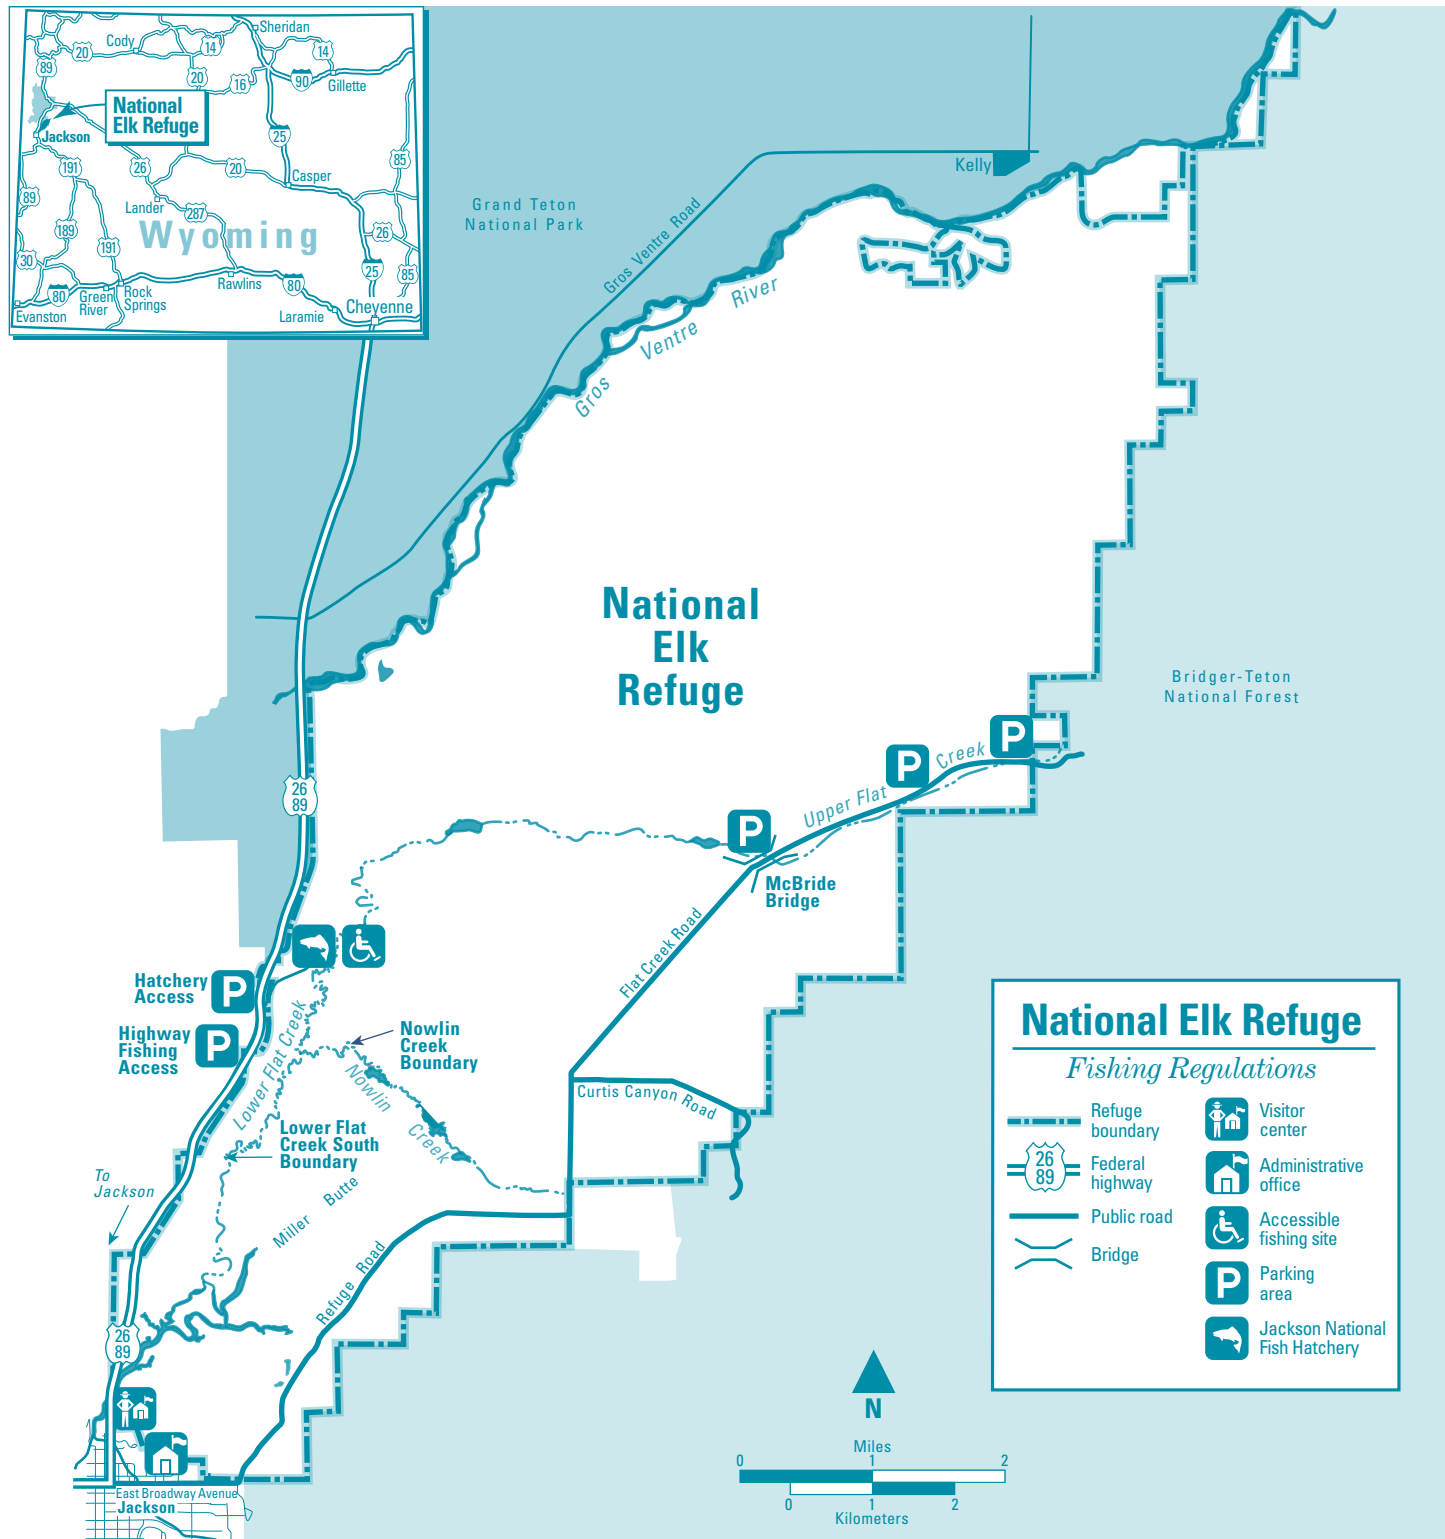 Sheridan
Cody
14
14
20
89
20
16
90
Gillette
National
Elk Refuge
Jackson
25
191
26
20
85
Casper
89
Lander
287
189
Wyoming
26
191
30
25
85
Rawlins
80
80
Green
River
Rock
Springs
Evanston
Laramie
Cheyenne
Kelly
Grand Teton
National Park
Gros Ventre Road
Gros Ventre River
National
Elk
Refuge
Bridger-Teton
National Forest
P
P
Upper Flat Creek
26
89
P
McBride
Bridge
Flat Creek Road
Hatchery
Access
P
Highway
Fishing
Access
P
Lower Flat Creek
Nowlin
Creek
Boundary
Nowlin Creek
Curtis Canyon Road
Lower Flat
Creek South
Boundary
To
Jackson
Miller Butte
Refuge Road
26
89
East Broadway Avenue
Jackson
N
Miles
0
1
2
0
1
2
Kilometers
National Elk Refuge
Fishing Regulations
Refuge
boundary
26
89
Federal
highway
Public road
Bridge
Visitor
center
Administrative
office
Accessible
fishing site
P
Parking
area
Jackson National
Fish Hatchery